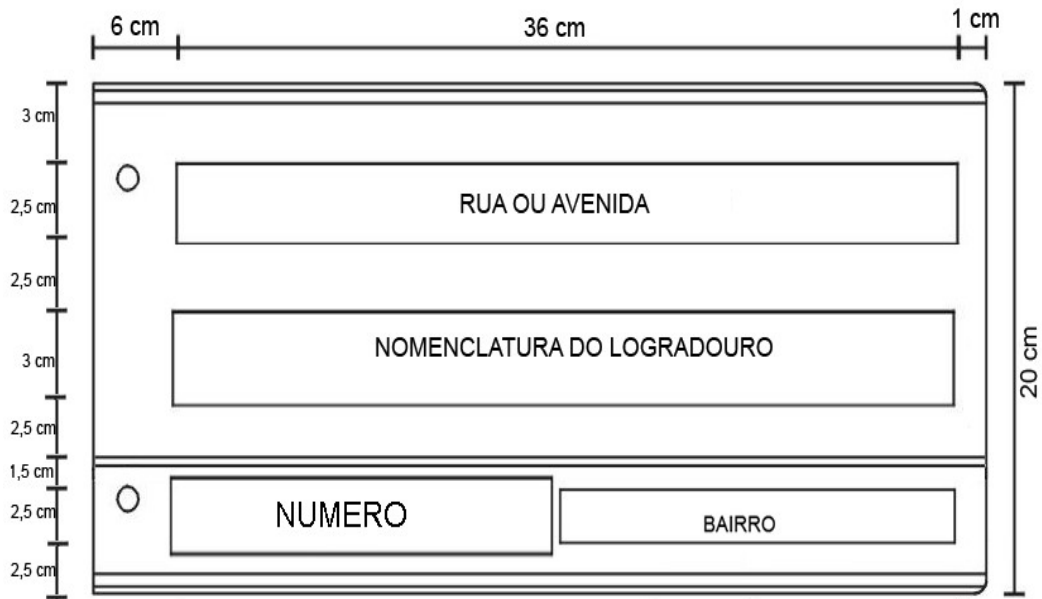 6 cm 36 cm 1 cm
3 cm
2,5 cm RUA OU AVENIDA
2,5 cm
3 cm NOMENCLATURA DO LOGRADOURO
20 cm
2,5 cm
1,5 cm
2,5 cm NUMERO BAIRRO
2,5 cm